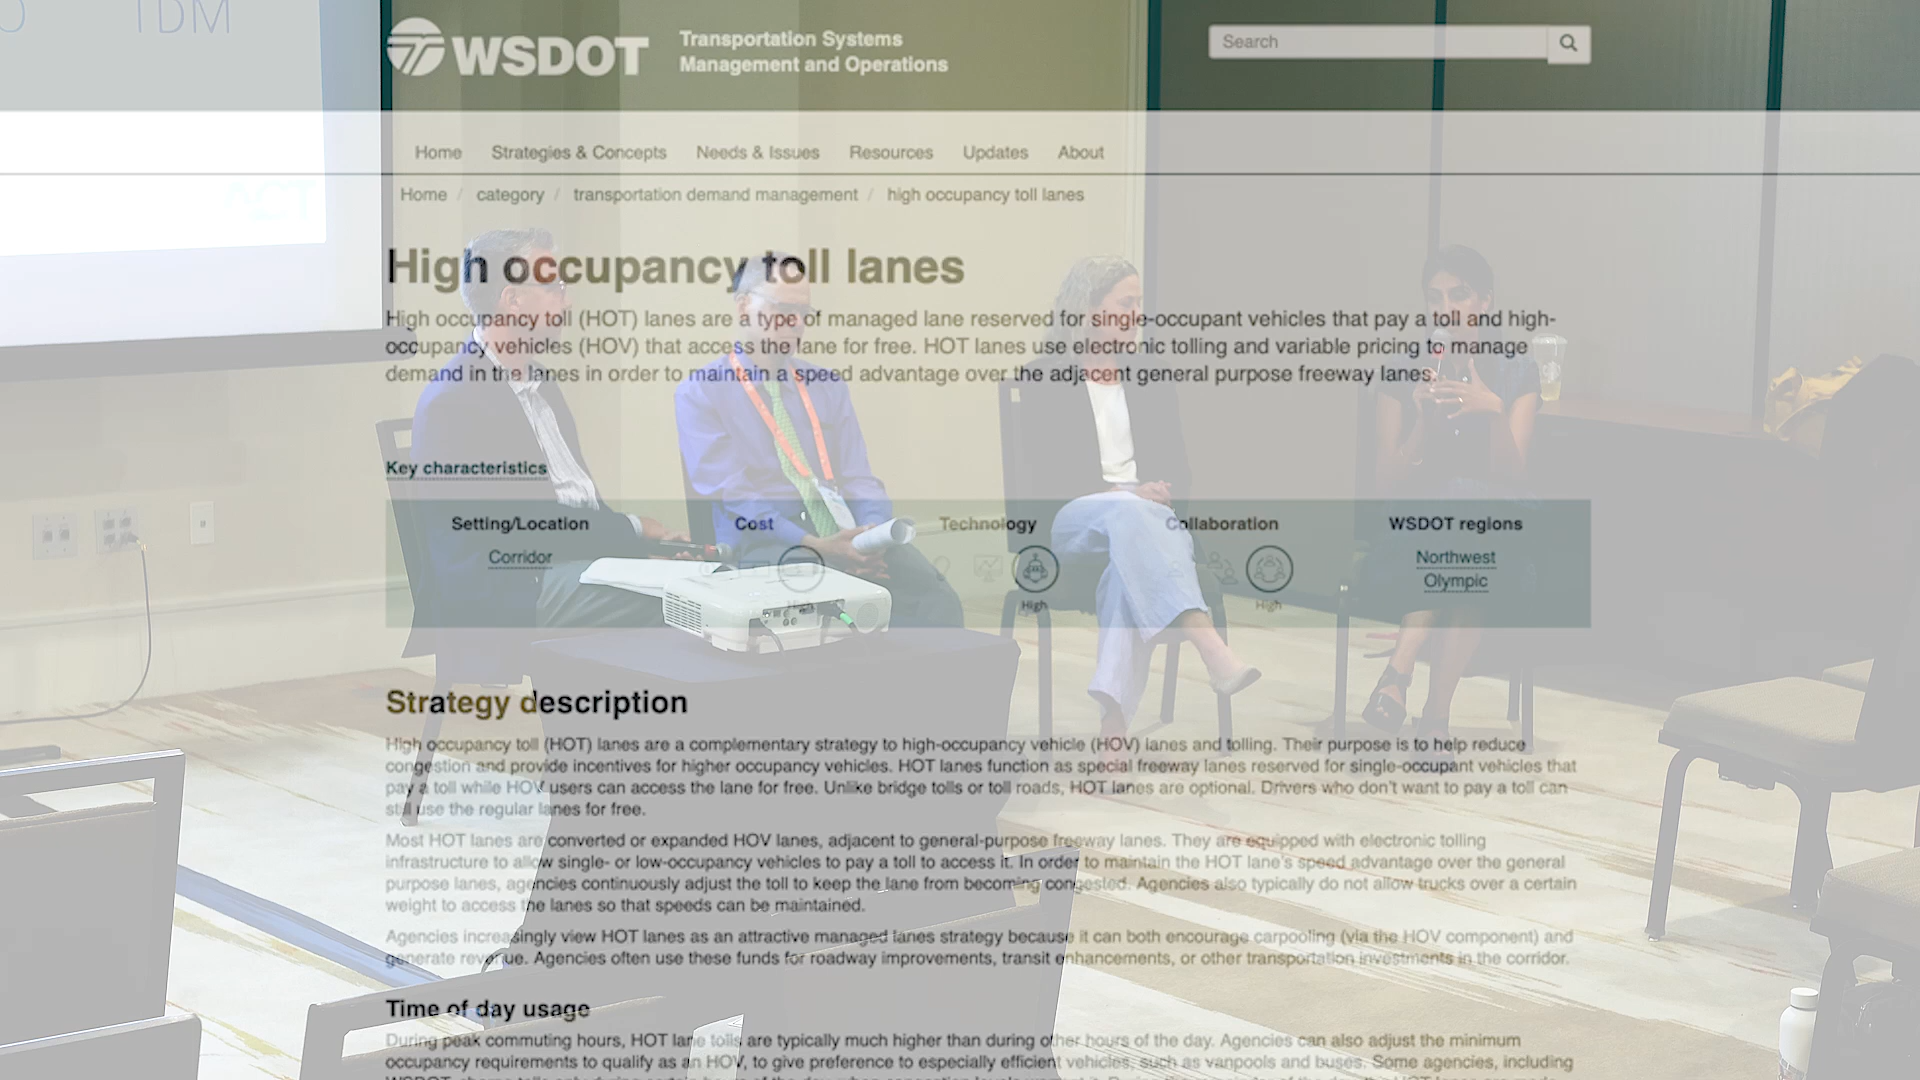 TDM
WSDOT
Transportation Systems
Management and Operations
Search
Home Strategies & Concepts Needs & Issues Resources Updates About
Home / category / transportation demand management / high occupancy toll lanes
High occupancy toll lanes
High occupancy toll (HOT) lanes are a type of managed lane reserved for single-occupant vehicles that pay a toll and high-
occupancy vehicles (HOV) that access the lane for free. HOT lanes use electronic tolling and variable pricing to manage
demand in the lanes in order to maintain a speed advantage over the adjacent general purpose freeway lanes.
Key characteristics
Setting/Location Cost Technology Collaboration WSDOT regions
Corridor Northwest
Olympic
High High High
Strategy description
High occupancy toll (HOT) lanes are a complementary strategy to high-occupancy vehicle (HOV) lanes and tolling. Their purpose is to help reduce
congestion and provide incentives for higher occupancy vehicles. HOT lanes function as special freeway lanes reserved for single-occupant vehicles that
pay a toll while HOV users can access the lane for free. Unlike bridge tolls or toll roads, HOT lanes are optional. Drivers who don't want to pay a toll can
still use the regular lanes for free.
Most HOT lanes are converted or expanded HOV lanes, adjacent to general-purpose freeway lanes. They are equipped with electronic tolling
infrastructure to allow single- or low-occupancy vehicles to pay a toll to access it. In order to maintain the HOT lane's speed advantage over the general
purpose lanes, agencies continuously adjust the toll to keep the lane from becoming congested. Agencies also typically do not allow trucks over a certain
weight to access the lanes so that speeds can be maintained.
Agencies increasingly view HOT lanes as an attractive managed lanes strategy because it can both encourage carpooling (via the HOV component) and
generate revenue. Agencies often use these funds for roadway improvements, transit enhancements, or other transportation investments in the corridor.
Time of day usage
During peak commuting hours, HOT lane tolls are typically much higher than during other hours of the day. Agencies can also adjust the minimum
occupancy requirements to qualify as an HOV, to give preference to especially efficient vehicles, such as vanpools and buses. Some agencies, including